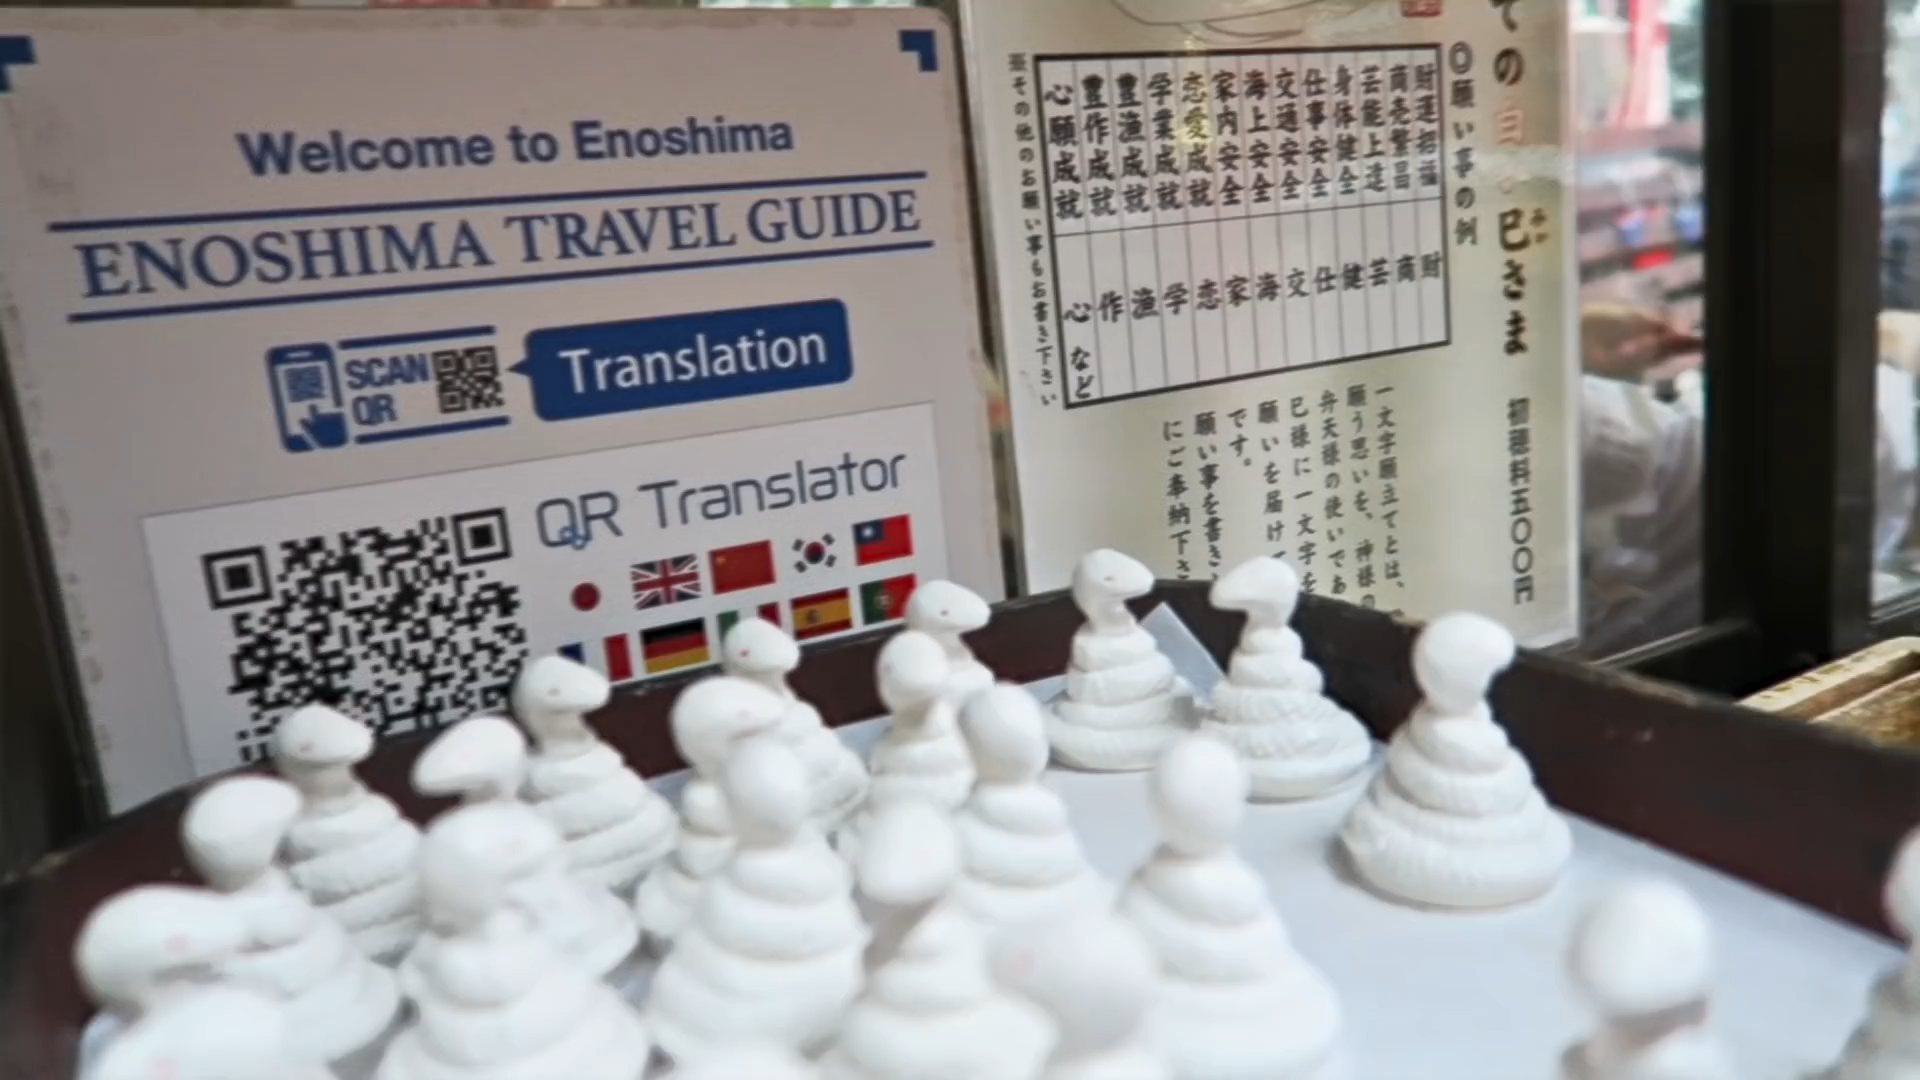 Welcome to Enoshima
ENOSHIMA TRAVEL GUIDE
SCAN
QR
Translation
QR Translator
ての白い巳さま
初穂料五〇〇円
◎願い事の例
財運招福 財
商売繁昌 商
芸能上達 芸
身体健全 健
仕事安全 仕
交通安全 交
海上安全 海
家内安全 家
恋愛成就 恋
学業成就 学
豊漁成就 漁
豊作成就 作
心願成就 心 など
※その他のお願い事もお書き下さい
一文字願立てとは、
願う思いを、神様の
弁天様の使いであ
巳様に一文字を
願いを届けて
です。
願い事を書き、
にご奉納下さ